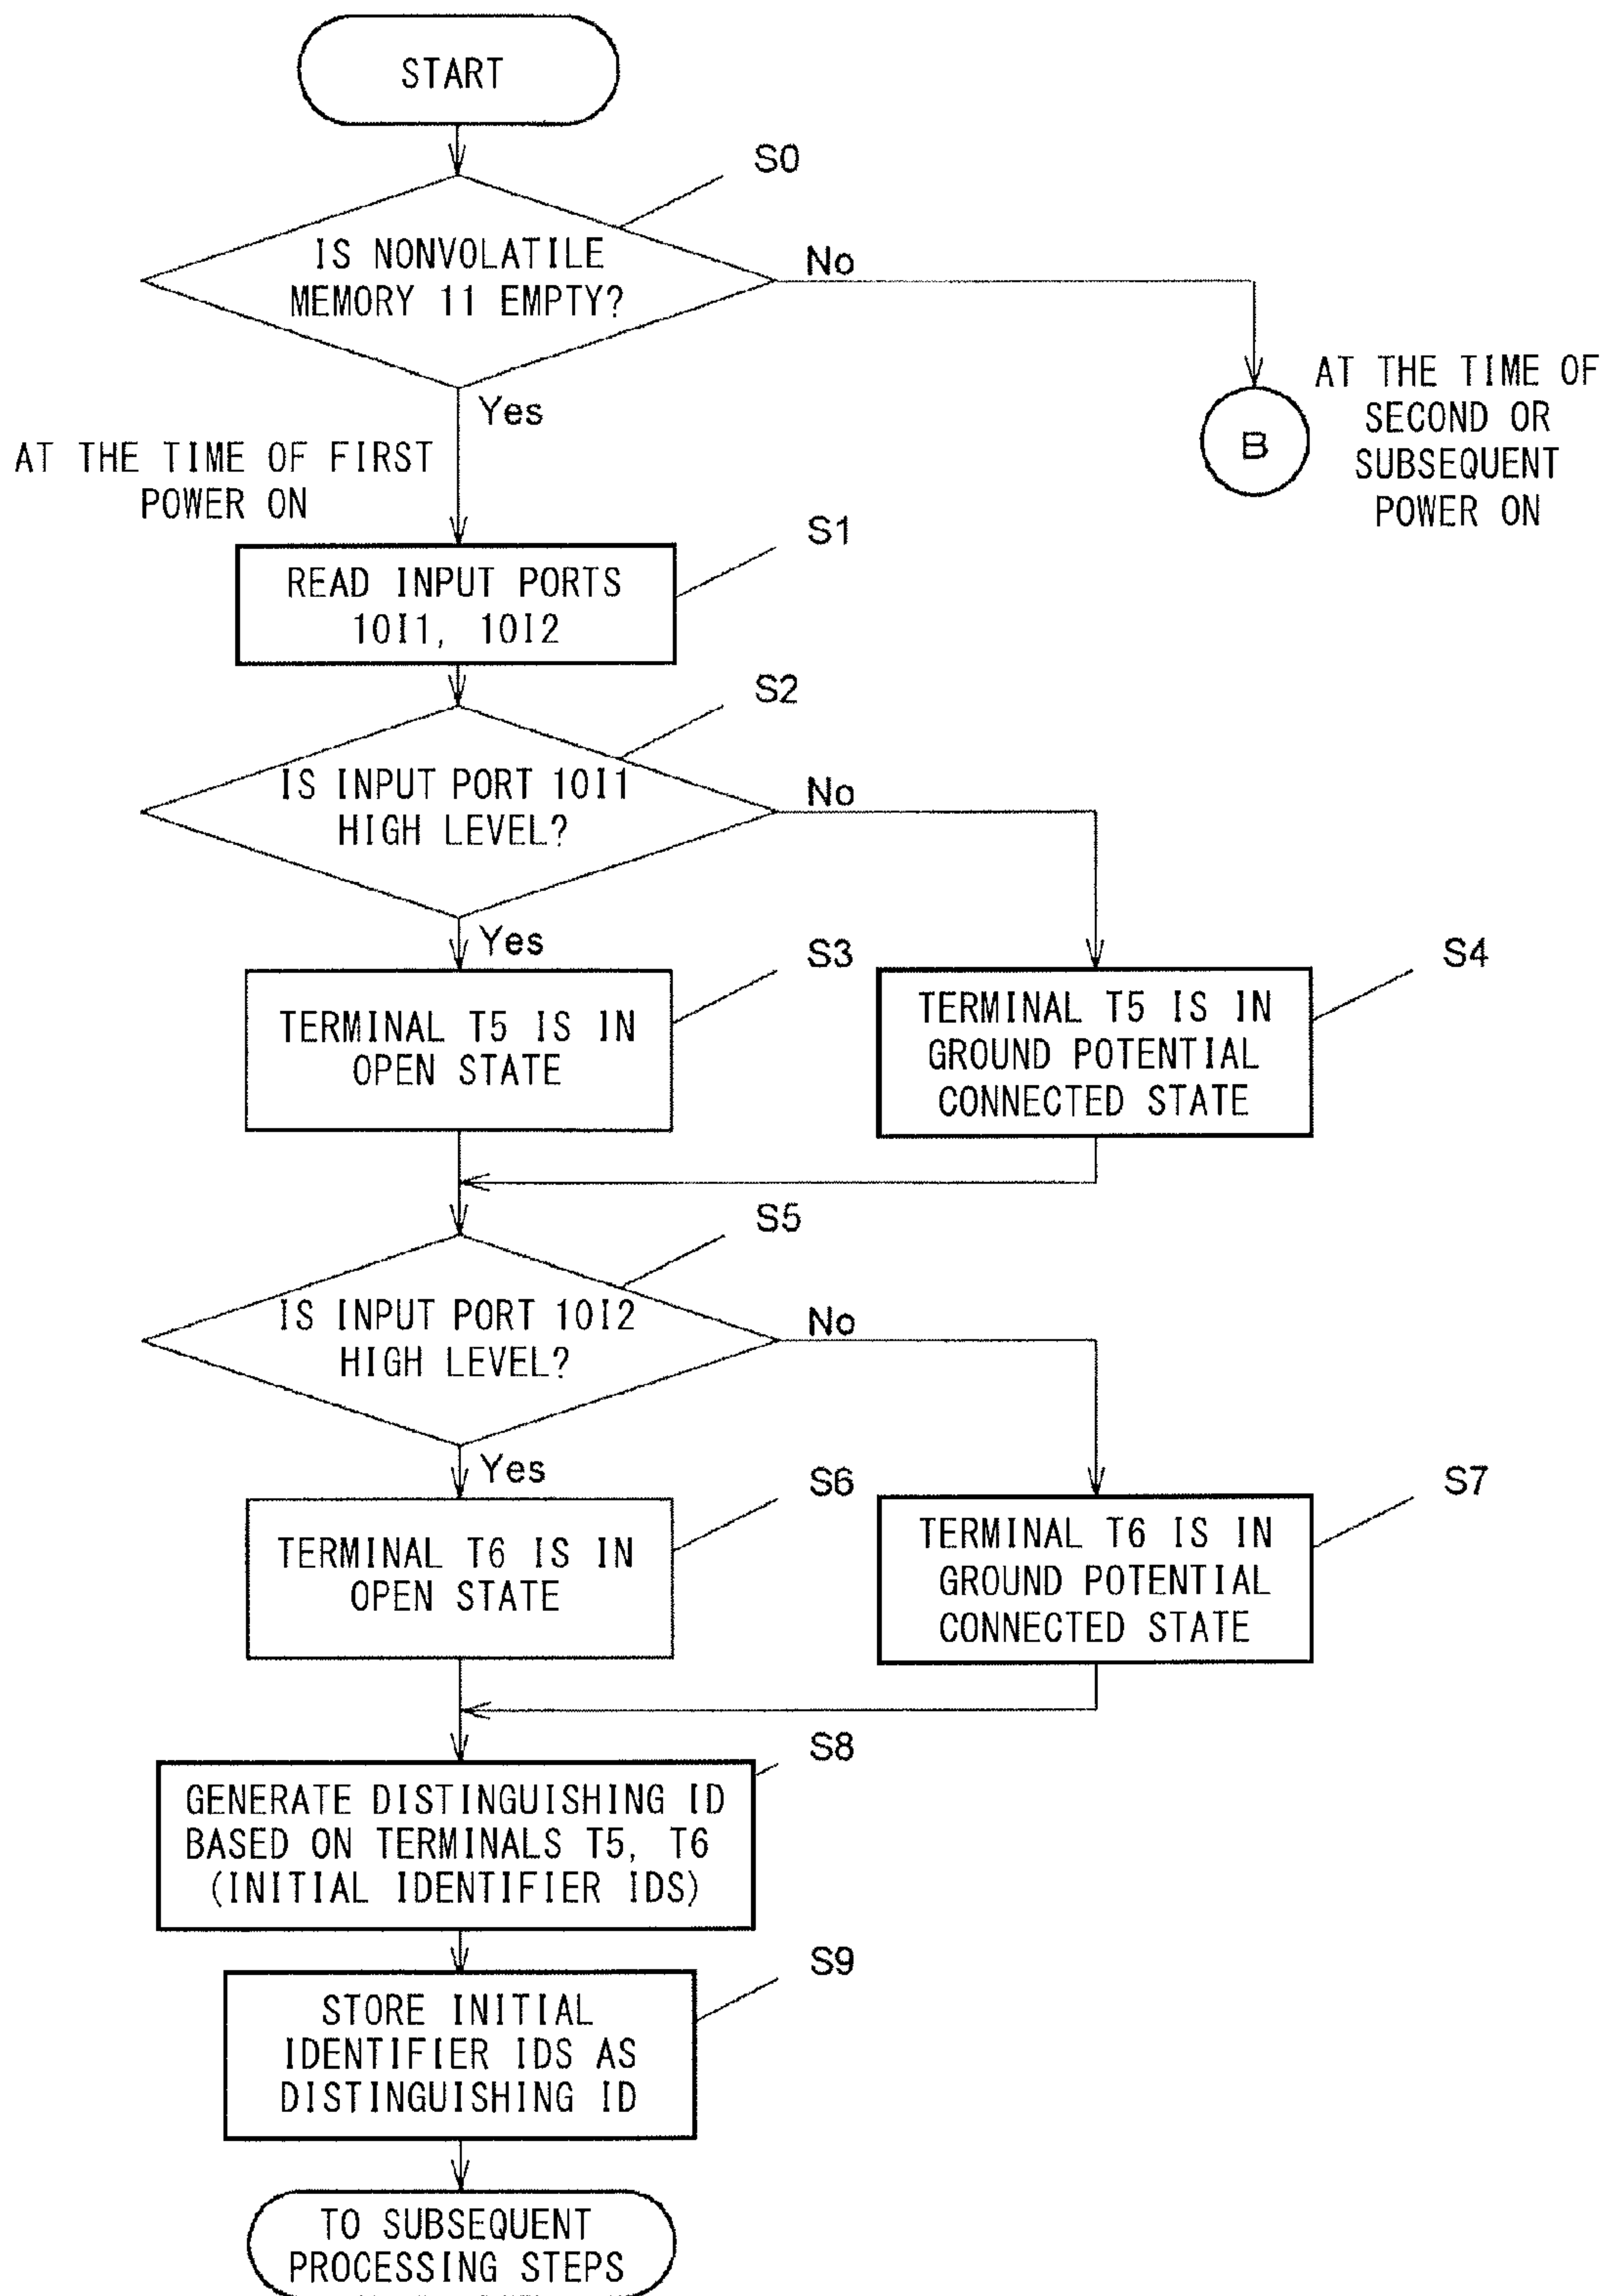 START
S0
IS NONVOLATILE
MEMORY 11 EMPTY?
No
Yes
AT THE TIME OF FIRST
POWER ON
B
AT THE TIME OF
SECOND OR
SUBSEQUENT
POWER ON
S1
READ INPUT PORTS
10I1, 10I2
S2
IS INPUT PORT 10I1
HIGH LEVEL?
No
Yes
S3
TERMINAL T5 IS IN
OPEN STATE
S4
TERMINAL T5 IS IN
GROUND POTENTIAL
CONNECTED STATE
S5
IS INPUT PORT 10I2
HIGH LEVEL?
No
Yes
S6
TERMINAL T6 IS IN
OPEN STATE
S7
TERMINAL T6 IS IN
GROUND POTENTIAL
CONNECTED STATE
S8
GENERATE DISTINGUISHING ID
BASED ON TERMINALS T5, T6
(INITIAL IDENTIFIER IDS)
S9
STORE INITIAL
IDENTIFIER IDS AS
DISTINGUISHING ID
TO SUBSEQUENT
PROCESSING STEPS